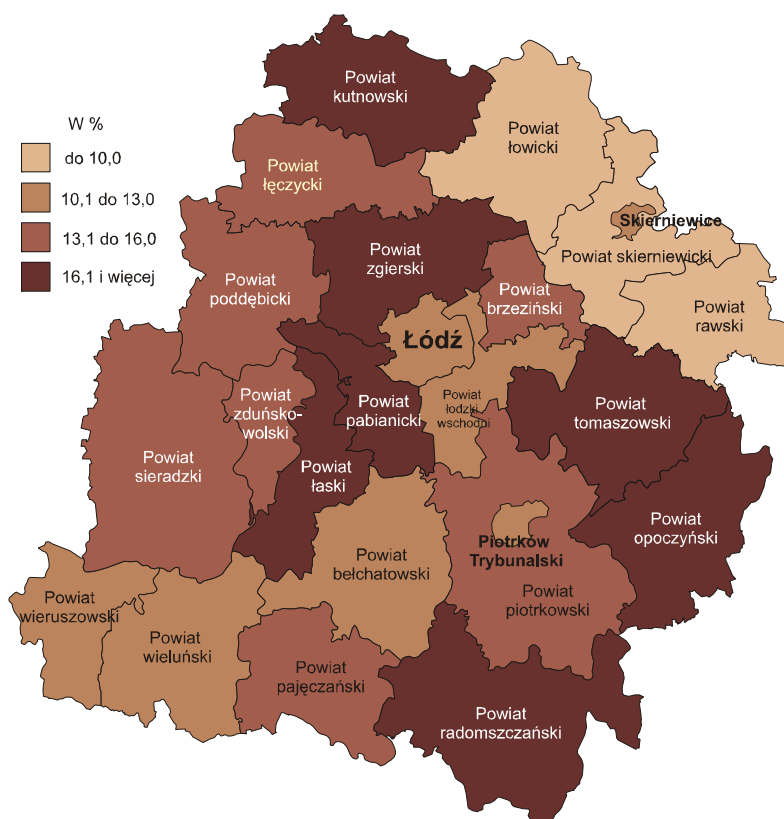 W %
do 10,0
10,1 do 13,0
13,1 do 16,0
16,1 i więcej
Powiat
kutnowski
Powiat
łowicki
Powiat
łęczycki
Skierniewice
Powiat skierniewicki
Powiat
zgierski
Powiat
poddębicki
Powiat
brzeziński
Powiat
rawski
Łódź
Powiat
zduńsko-
wolski
Powiat
pabianicki
Powiat
łodzki
wschodni
Powiat
tomaszowski
Powiat
sieradzki
Powiat
łaski
Powiat
opoczyński
Piotrków
Trybunalski
Powiat
bełchatowski
Powiat
piotrkowski
Powiat
wieruszowski
Powiat
wieluński
Powiat
pajęczański
Powiat
radomszczański